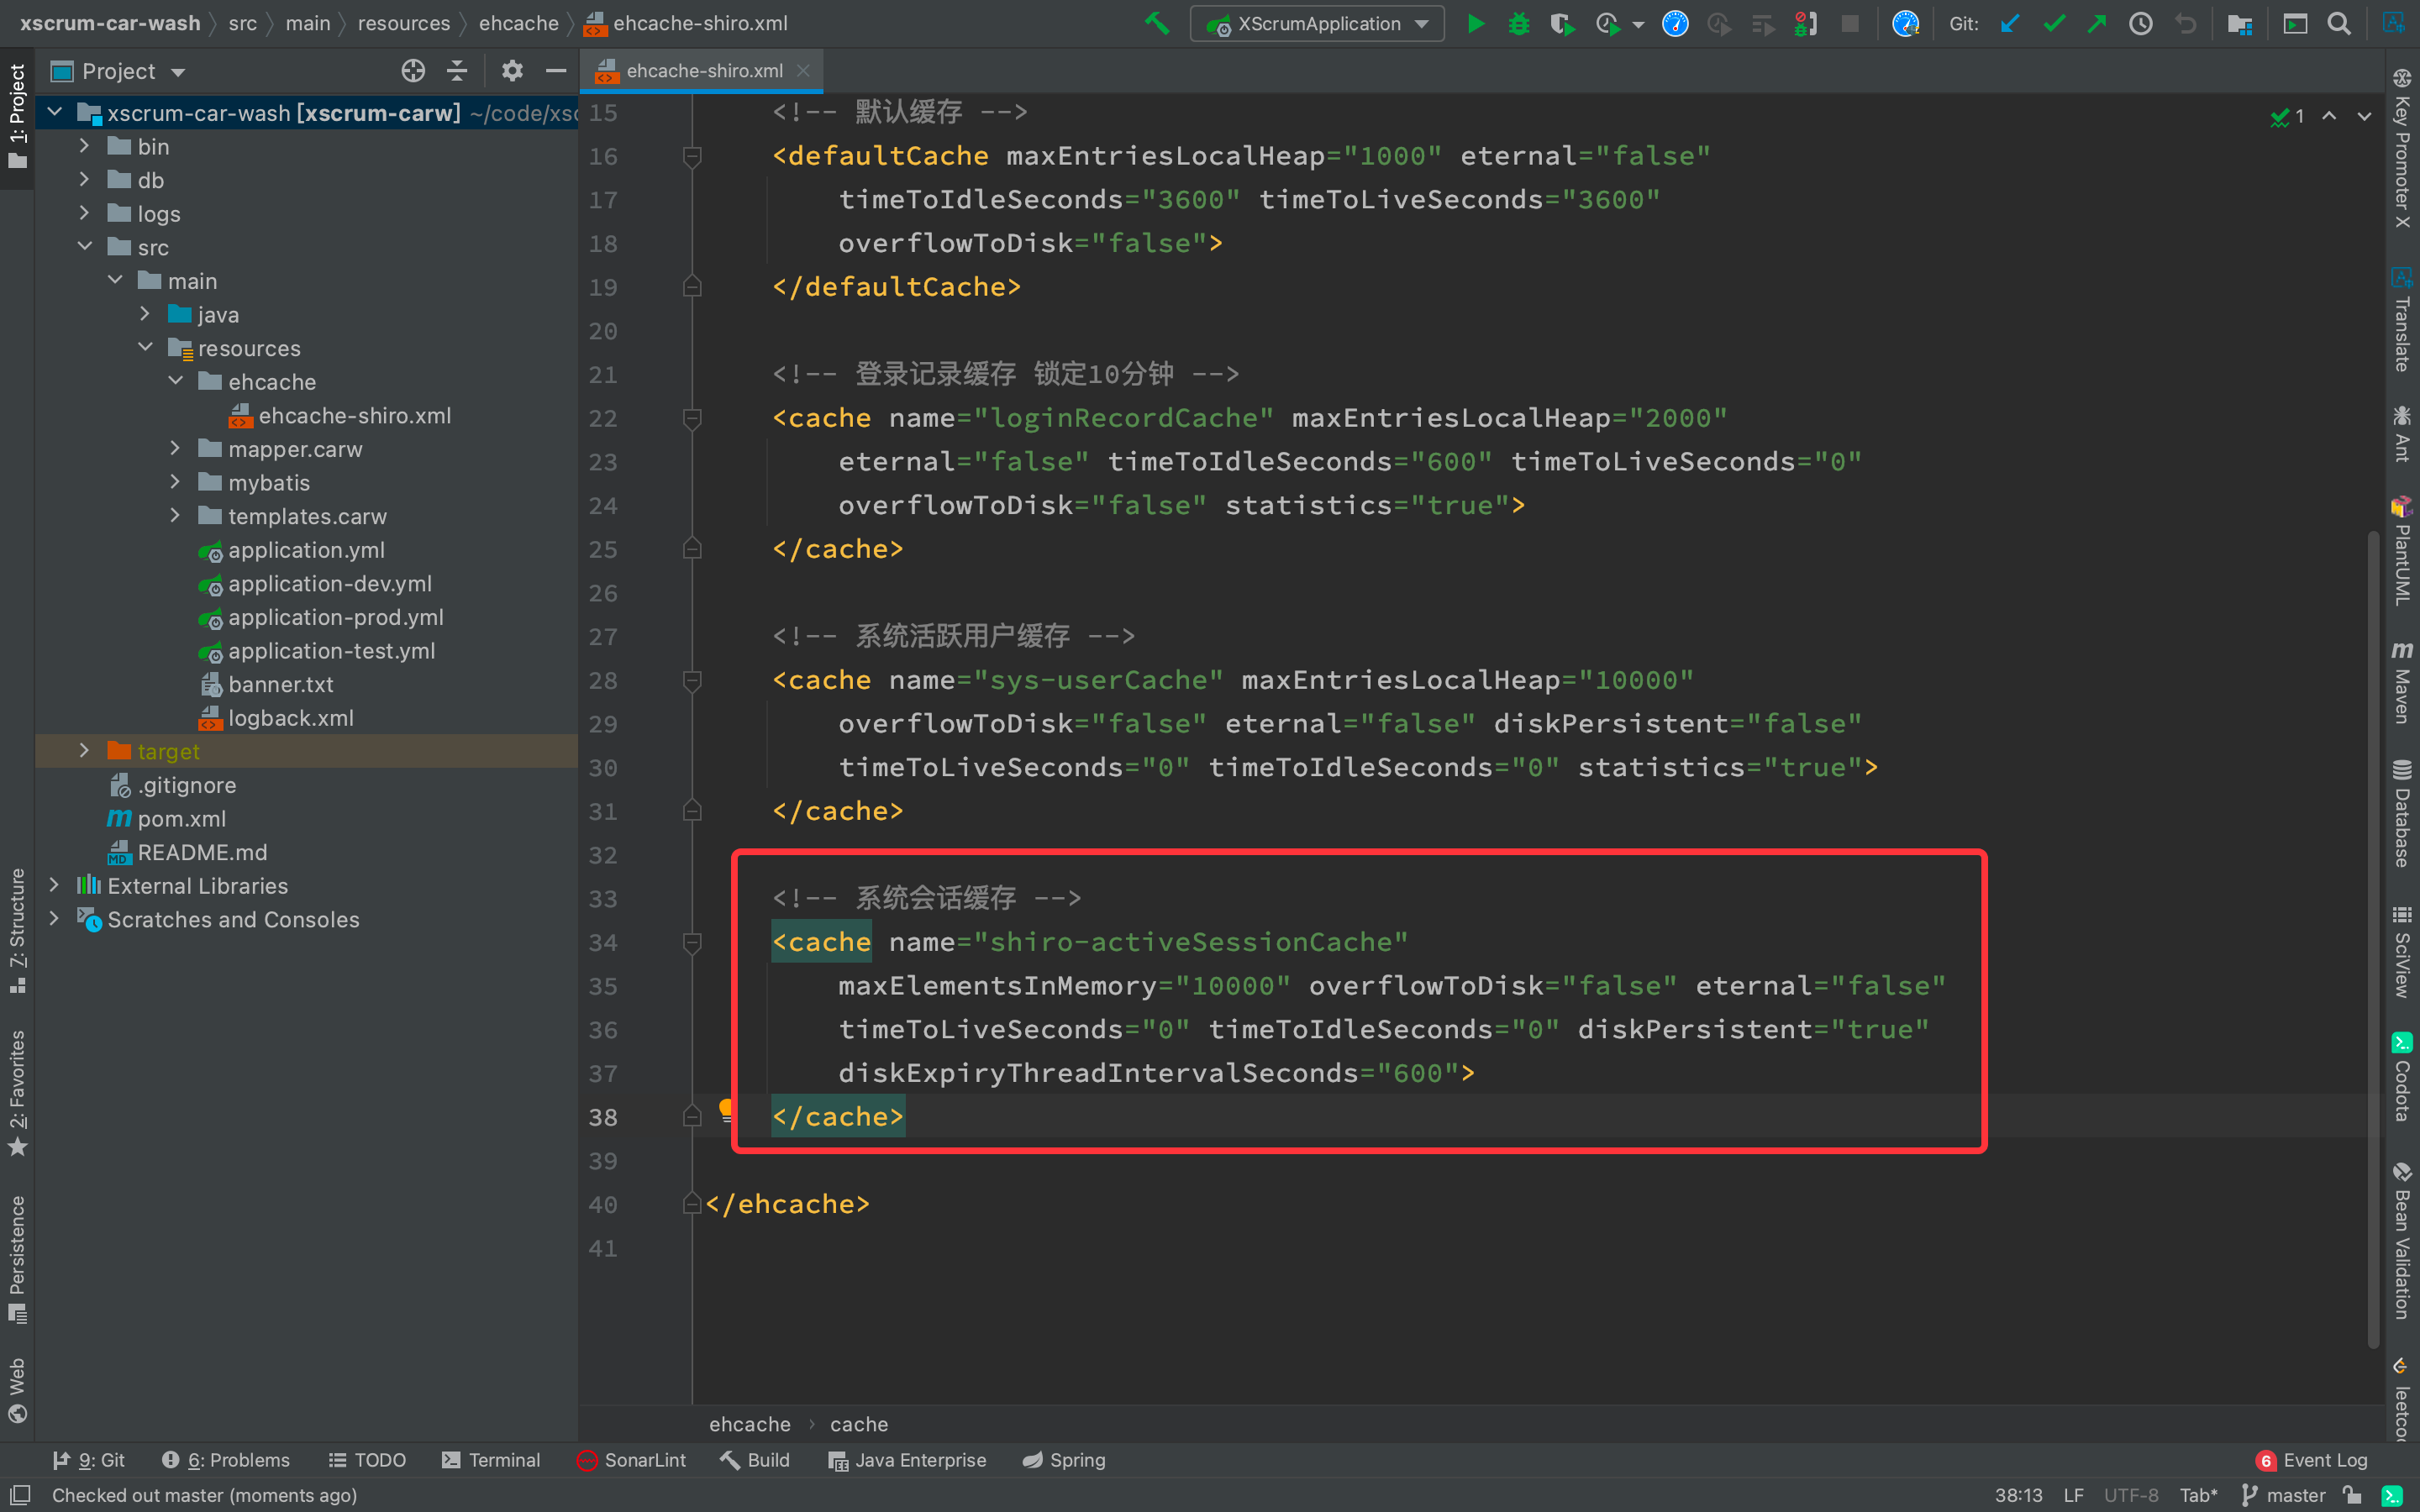 xscrum-car-wash
src
main
resources
ehcache
ehcache-shiro.xml
XScrumApplication
Git:
1: Project
7: Structure
2: Favorites
Persistence
Web
Project
xscrum-car-wash [xscrum-carw] ~/code/xsc
bin
db
logs
src
main
java
resources
ehcache
ehcache-shiro.xml
mapper.carw
mybatis
templates.carw
application.yml
application-dev.yml
application-prod.yml
application-test.yml
banner.txt
logback.xml
target
.gitignore
pom.xml
README.md
External Libraries
Scratches and Consoles
ehcache-shiro.xml
1
15 <!-- 默认缓存 -->
16 <defaultCache maxEntriesLocalHeap="1000" eternal="false"
17 timeToIdleSeconds="3600" timeToLiveSeconds="3600"
18 overflowToDisk="false">
19 </defaultCache>
20
21 <!-- 登录记录缓存 锁定10分钟 -->
22 <cache name="loginRecordCache" maxEntriesLocalHeap="2000"
23 eternal="false" timeToIdleSeconds="600" timeToLiveSeconds="0"
24 overflowToDisk="false" statistics="true">
25 </cache>
26
27 <!-- 系统活跃用户缓存 -->
28 <cache name="sys-userCache" maxEntriesLocalHeap="10000"
29 overflowToDisk="false" eternal="false" diskPersistent="false"
30 timeToLiveSeconds="0" timeToIdleSeconds="0" statistics="true">
31 </cache>
32
33 <!-- 系统会话缓存 -->
34 <cache name="shiro-activeSessionCache"
35 maxElementsInMemory="10000" overflowToDisk="false" eternal="false"
36 timeToLiveSeconds="0" timeToIdleSeconds="0" diskPersistent="true"
37 diskExpiryThreadIntervalSeconds="600">
38 </cache>
39
40 </ehcache>
41
ehcache
cache
Key Promoter X
Translate
Ant
PlantUML
m Maven
Database
SciView
Codota
Bean Validation
leetco
9: Git
6: Problems
TODO
Terminal
SonarLint
Build
Java Enterprise
Spring
6 Event Log
Checked out master (moments ago)
38:13
LF
UTF-8
Tab*
master